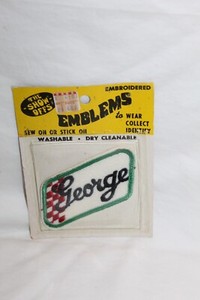 EMBROIDERED
THE
SHOW
OFFS
EMBLEMS
to WEAR
COLLECT
IDENTIFY
SEW ON OR STICK ON
WASHABLE • DRY CLEANABLE
George